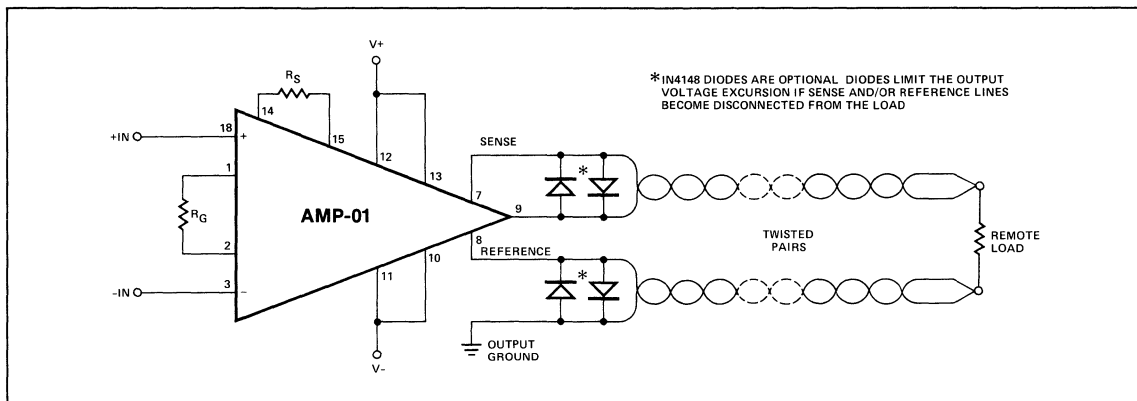 V+
R_S
*IN4148 DIODES ARE OPTIONAL DIODES LIMIT THE OUTPUT
VOLTAGE EXCURSION IF SENSE AND/OR REFERENCE LINES
BECOME DISCONNECTED FROM THE LOAD
14
15
+IN
18
+
12
13
SENSE
*
1
7
R_G
AMP-01
9
TWISTED
PAIRS
REMOTE
LOAD
2
8
REFERENCE
10
11
*
-IN
3
-
OUTPUT
GROUND
V-